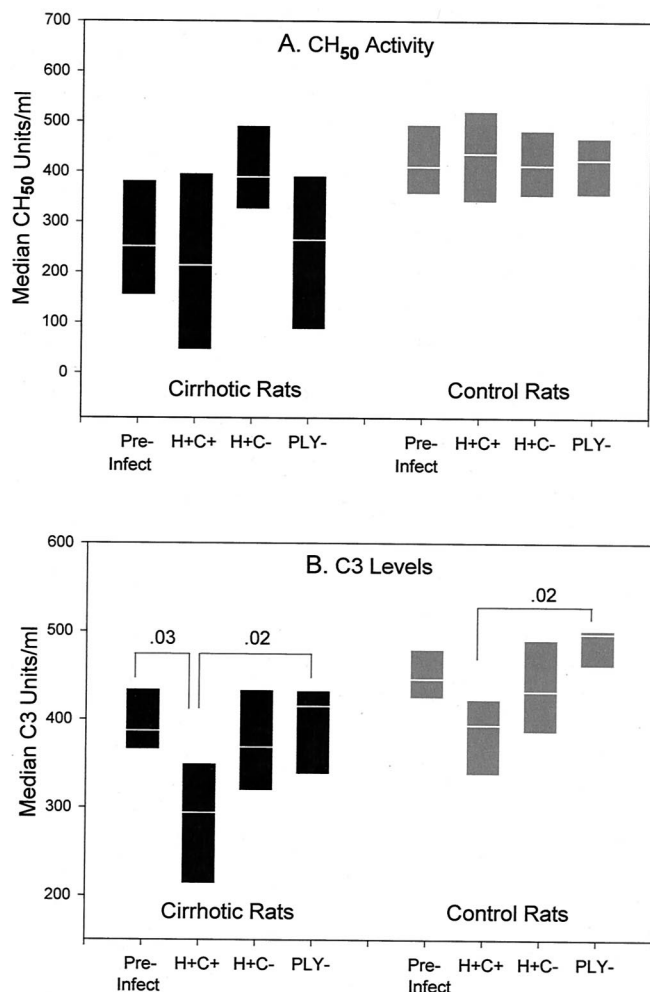 A. CH50 Activity
Median CH50 Units/ml
700
600
500
400
300
200
100
0
Cirrhotic Rats
Control Rats
Pre-Infect H+C+ H+C- PLY- Pre-Infect H+C+ H+C- PLY-
B. C3 Levels
Median C3 Units/ml
600
500
400
300
200
.03
.02
.02
Cirrhotic Rats
Control Rats
Pre-Infect H+C+ H+C- PLY- Pre-Infect H+C+ H+C- PLY-